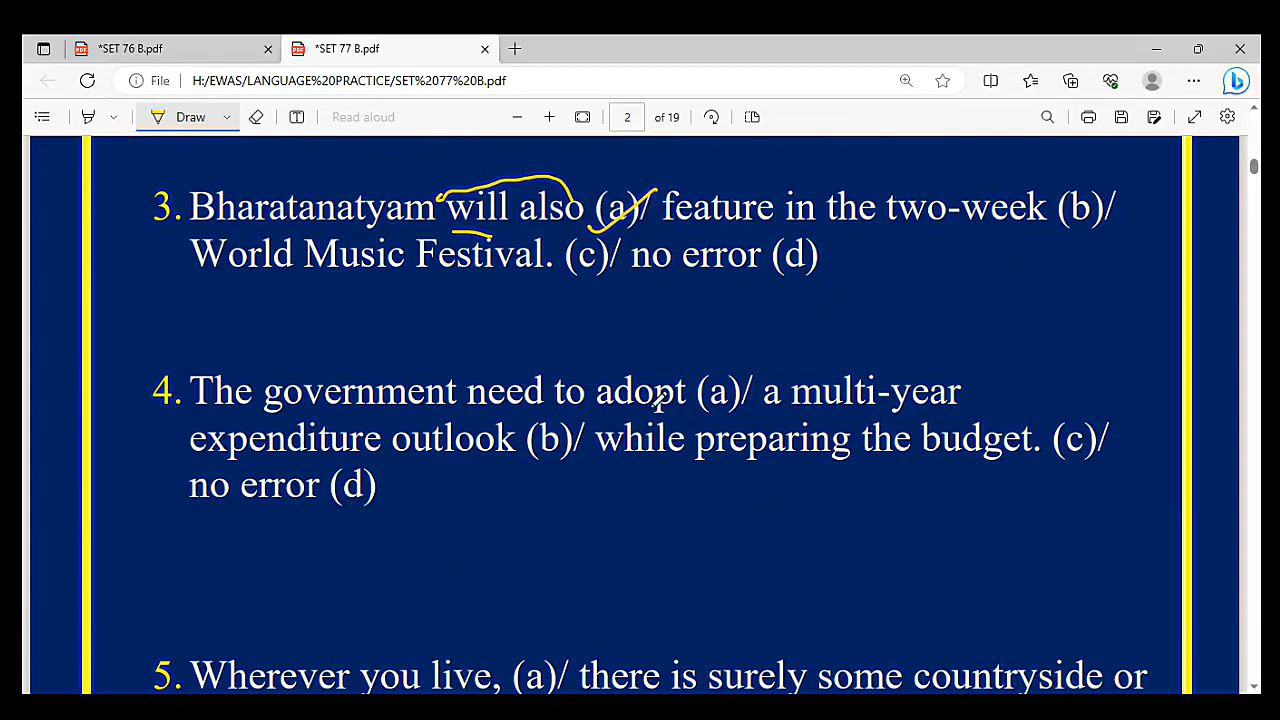 *SET 76 B.pdf
*SET 77 B.pdf
File H:/EWAS/LANGUAGE%20PRACTICE/SET%2077%20B.pdf
Draw Read aloud 2 of 19
3. Bharatanatyam will also (a)/ feature in the two-week (b)/
World Music Festival. (c)/ no error (d)
4. The government need to adopt (a)/ a multi-year
expenditure outlook (b)/ while preparing the budget. (c)/
no error (d)
5. Wherever you live, (a)/ there is surely some countryside or